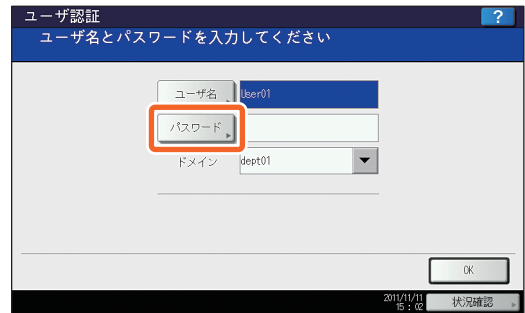 ユーザ認証 ?
ユーザ名とパスワードを入力してください
ユーザ名 User01
パスワード
ドメイン dept01
OK
2011/11/11
15 : 02
状況確認